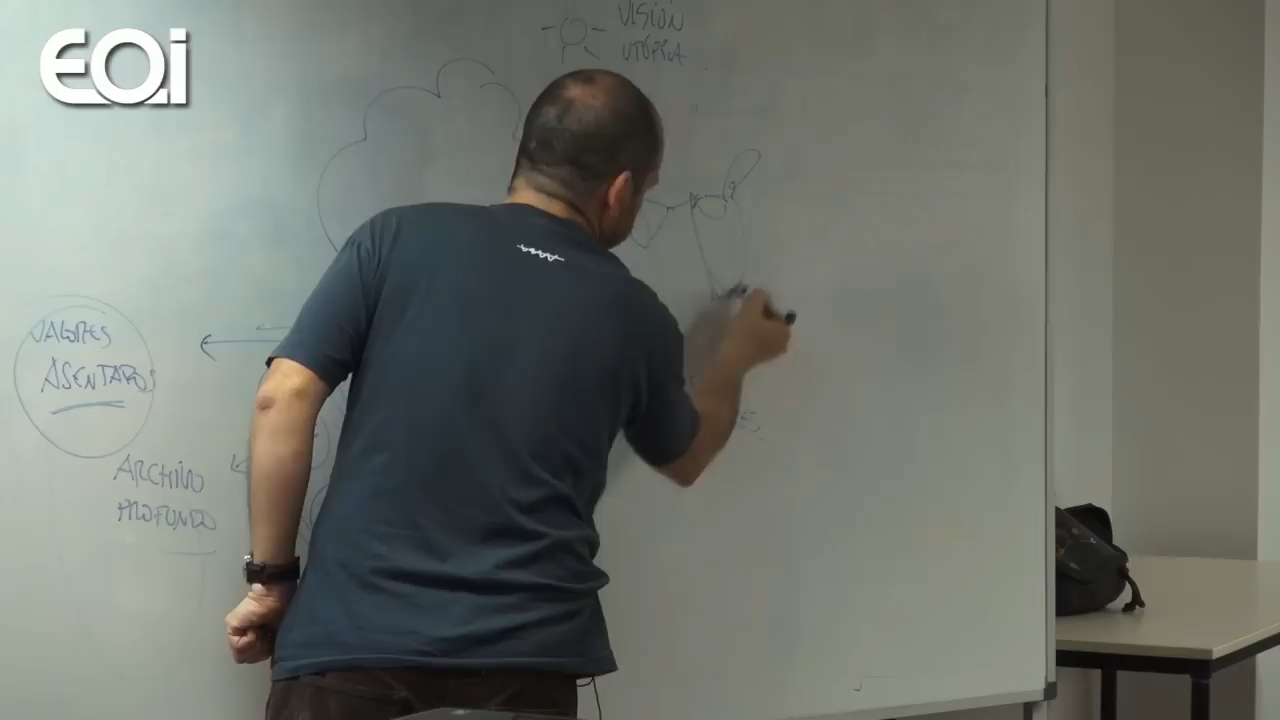 EOi
VISIÓN
UTÓPICA
VALORES
ASENTADOS
ARCHIVO
PROFUNDO